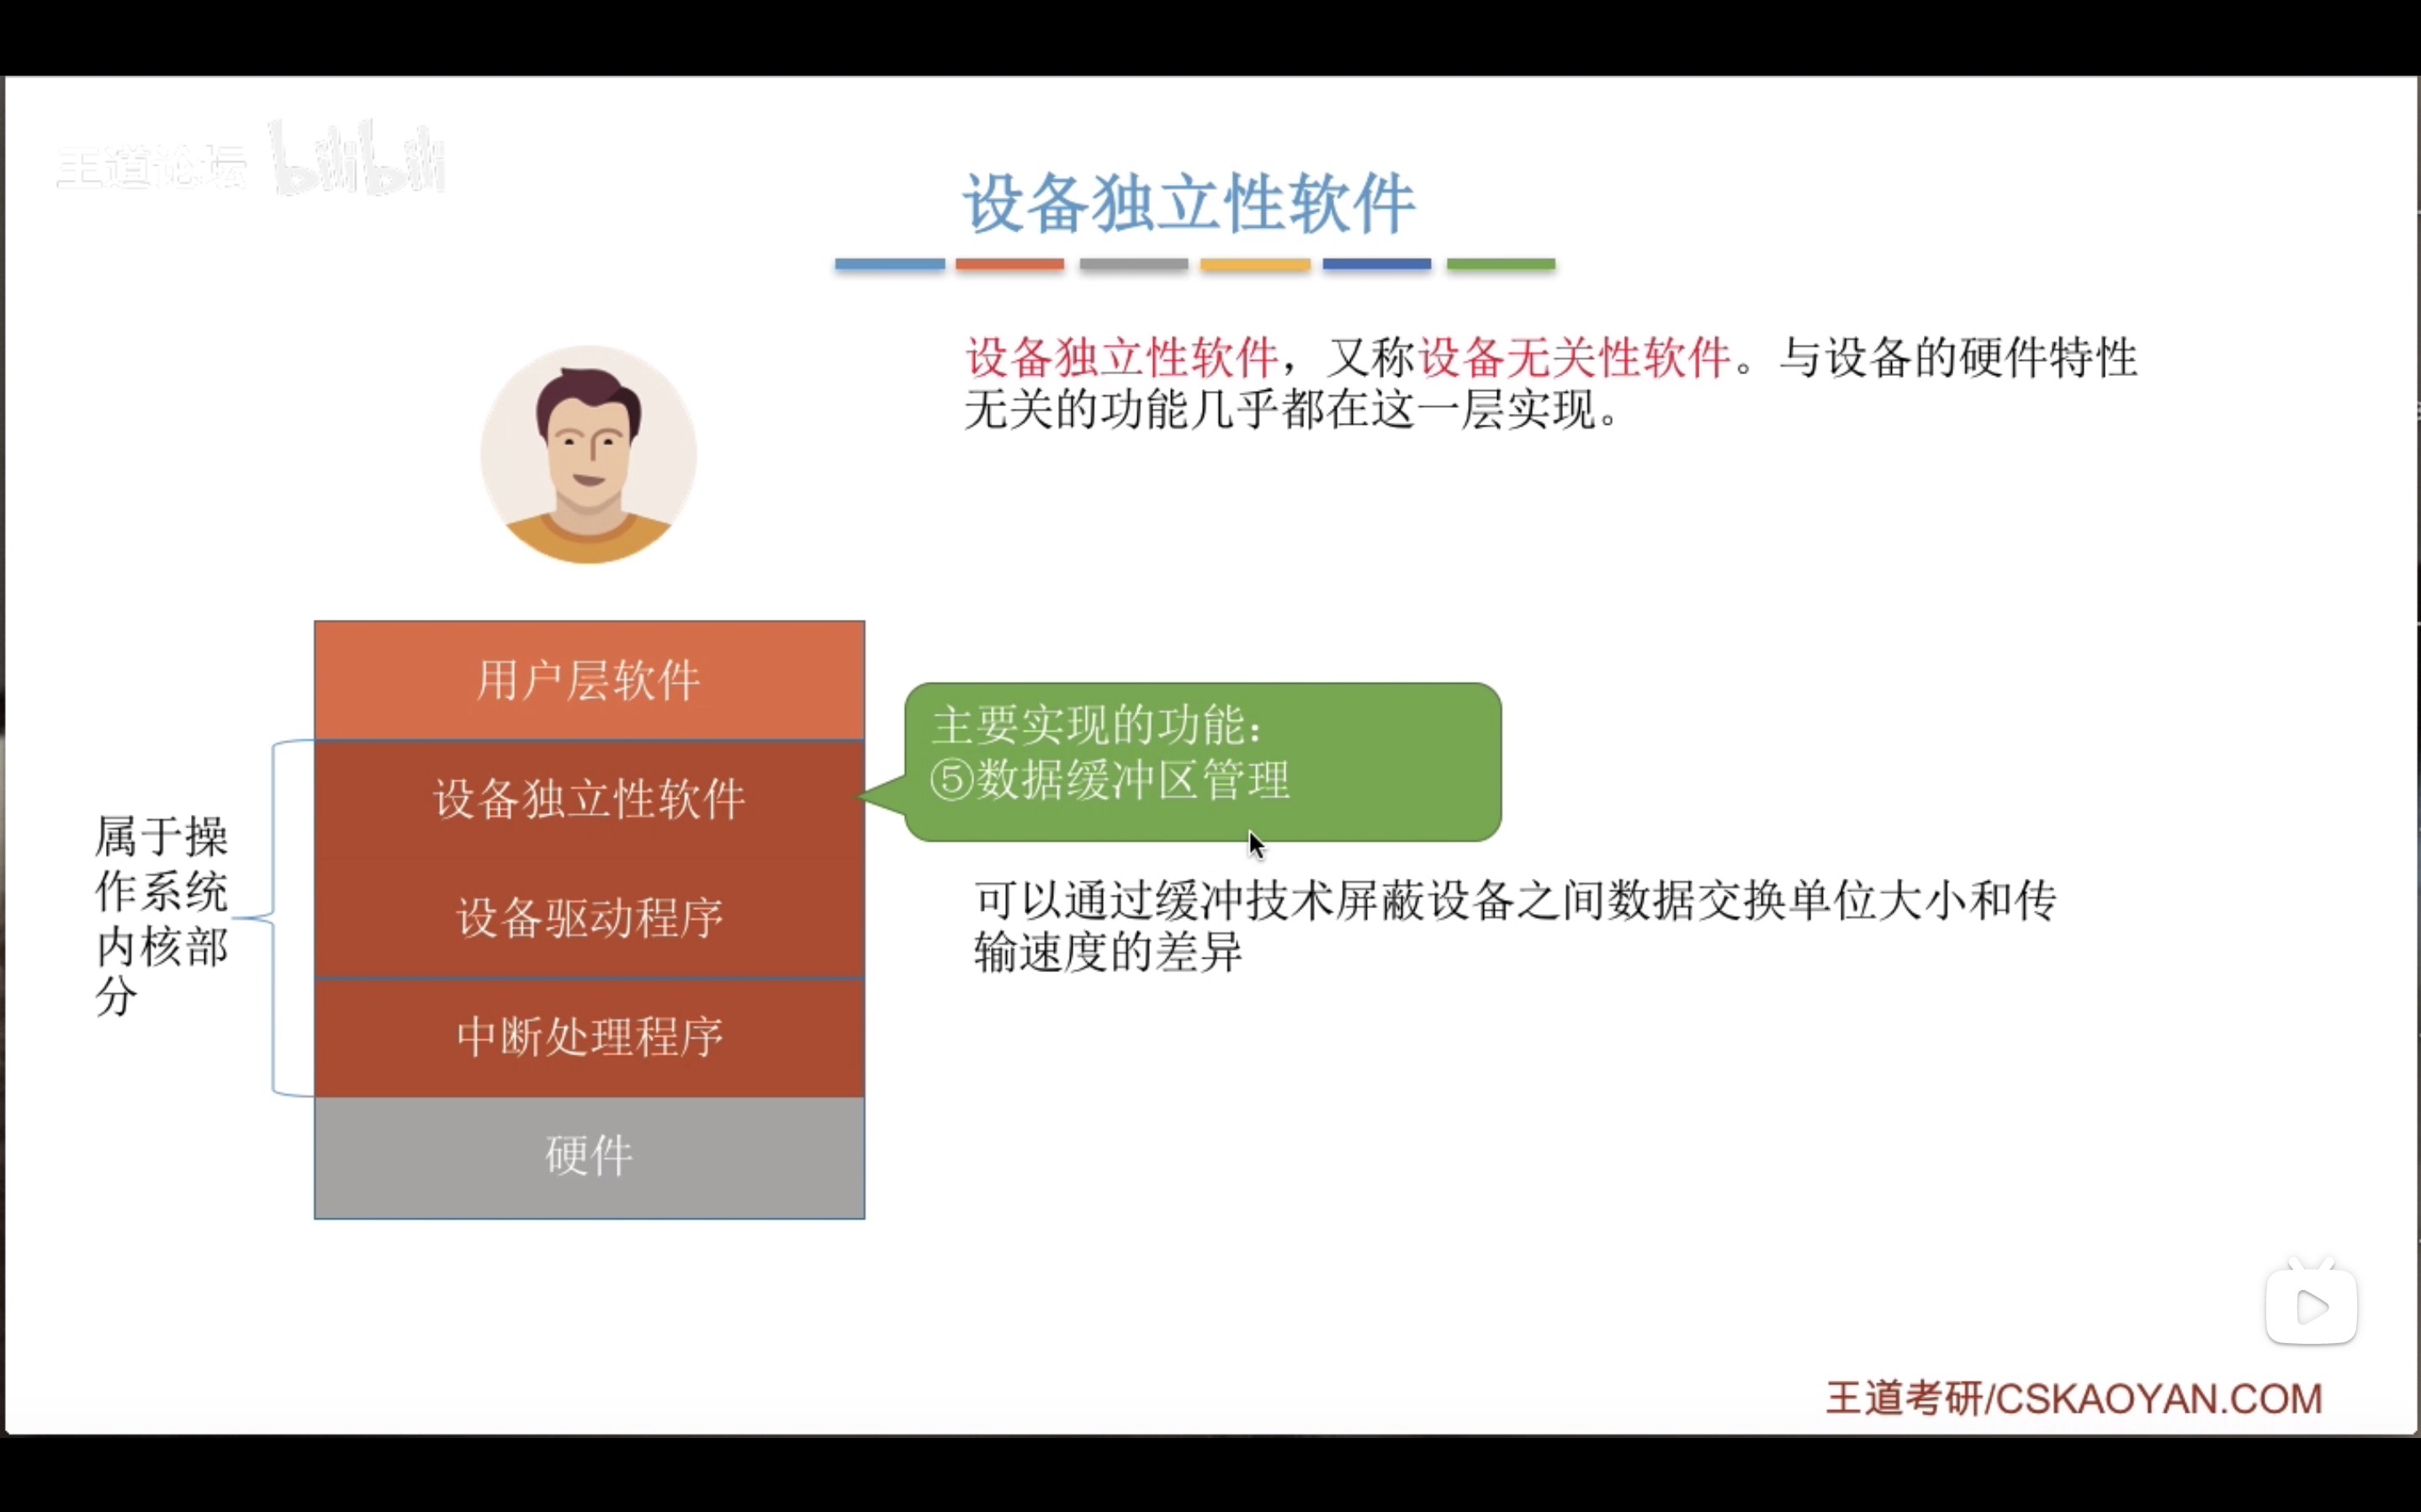 王道论坛 bilibili
设备独立性软件
设备独立性软件，又称设备无关性软件。与设备的硬件特性
无关的功能几乎都在这一层实现。
用户层软件
设备独立性软件
设备驱动程序
中断处理程序
硬件
属于操
作系统
内核部
分
主要实现的功能：
⑤数据缓冲区管理
可以通过缓冲技术屏蔽设备之间数据交换单位大小和传
输速度的差异
王道考研/CSKAOYAN.COM